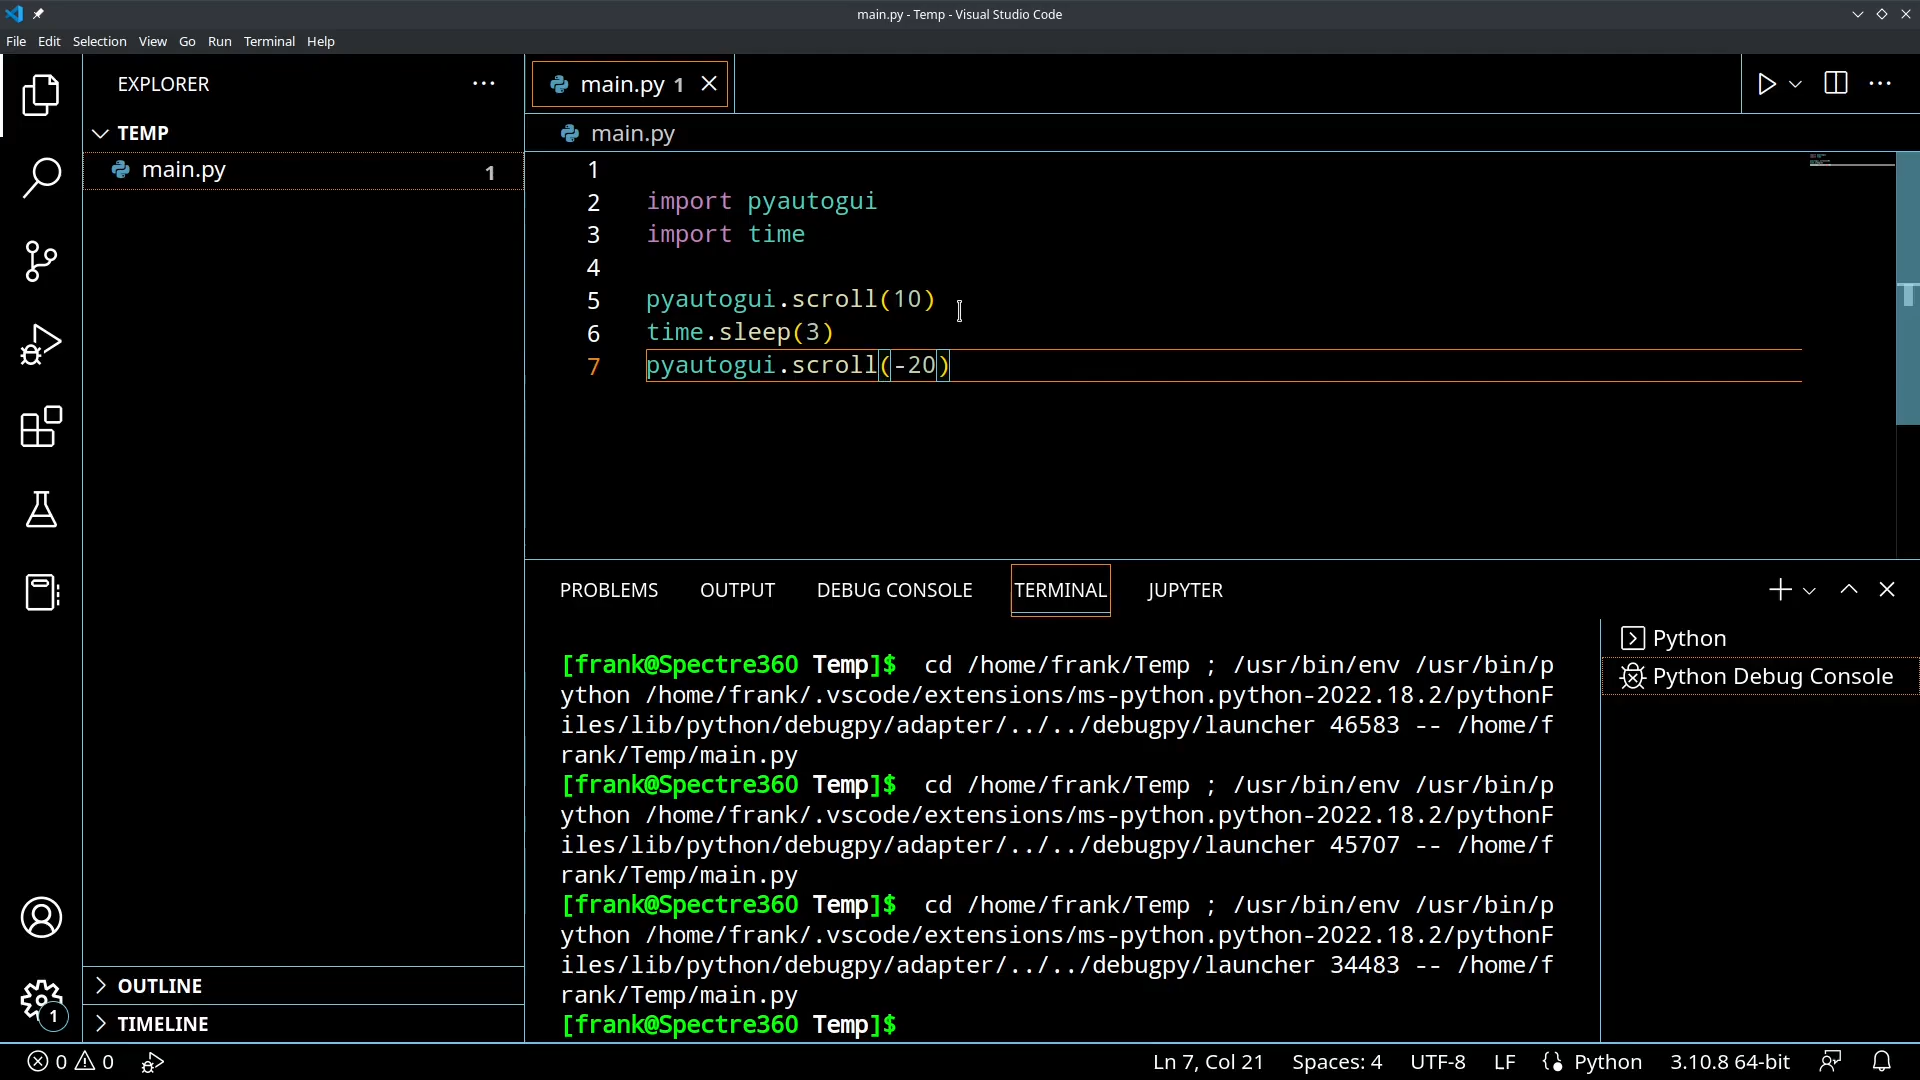 main.py - Temp - Visual Studio Code
File Edit Selection View Go Run Terminal Help
EXPLORER
TEMP
main.py 1
main.py 1
main.py
1
2 import pyautogui
3 import time
4
5 pyautogui.scroll(10)
6 time.sleep(3)
7 pyautogui.scroll(-20)
PROBLEMS OUTPUT DEBUG CONSOLE TERMINAL JUPYTER
[frank@Spectre360 Temp]$ cd /home/frank/Temp ; /usr/bin/env /usr/bin/p
ython /home/frank/.vscode/extensions/ms-python.python-2022.18.2/pythonF
iles/lib/python/debugpy/adapter/../../debugpy/launcher 46583 -- /home/f
rank/Temp/main.py
[frank@Spectre360 Temp]$ cd /home/frank/Temp ; /usr/bin/env /usr/bin/p
ython /home/frank/.vscode/extensions/ms-python.python-2022.18.2/pythonF
iles/lib/python/debugpy/adapter/../../debugpy/launcher 45707 -- /home/f
rank/Temp/main.py
[frank@Spectre360 Temp]$ cd /home/frank/Temp ; /usr/bin/env /usr/bin/p
ython /home/frank/.vscode/extensions/ms-python.python-2022.18.2/pythonF
iles/lib/python/debugpy/adapter/../../debugpy/launcher 34483 -- /home/f
rank/Temp/main.py
[frank@Spectre360 Temp]$
Python
Python Debug Console
OUTLINE
TIMELINE
1
0 0
Ln 7, Col 21 Spaces: 4 UTF-8 LF Python 3.10.8 64-bit